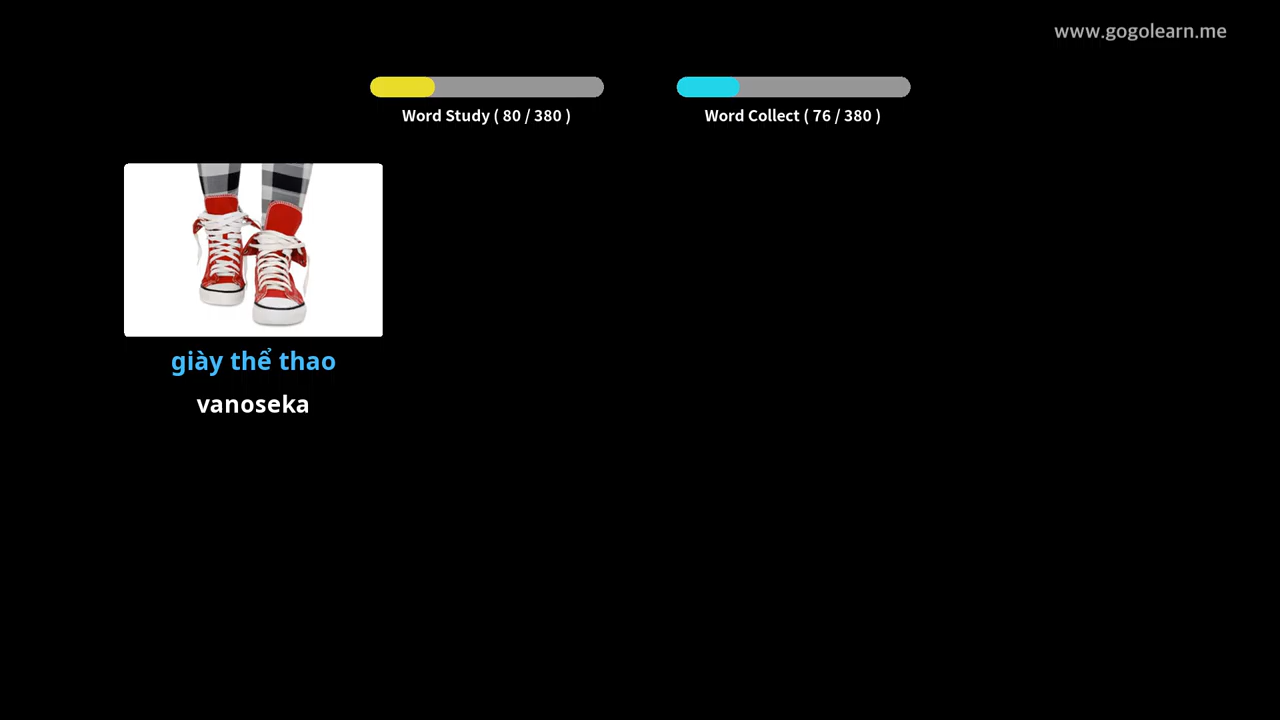 www.gogolearn.me
Word Study ( 80 / 380 )
Word Collect ( 76 / 380 )
giày thể thao
vanoseka